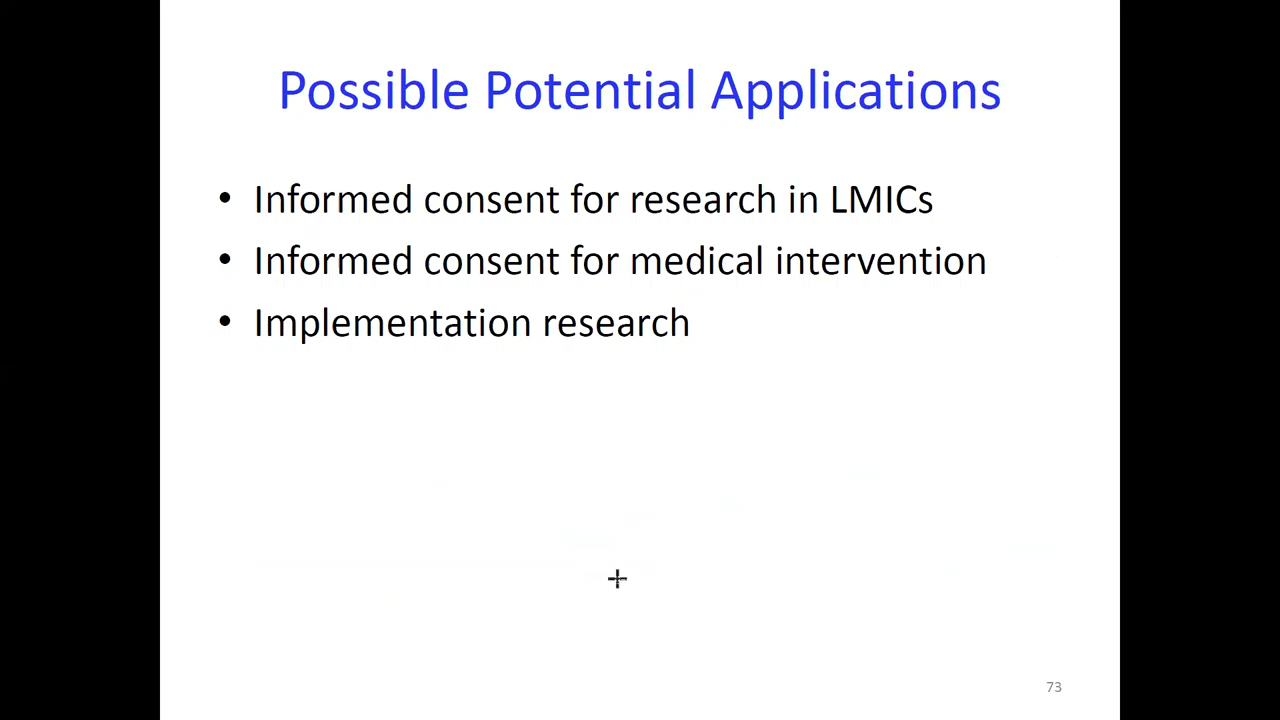 Possible Potential Applications
• Informed consent for research in LMICs
• Informed consent for medical intervention
• Implementation research
73